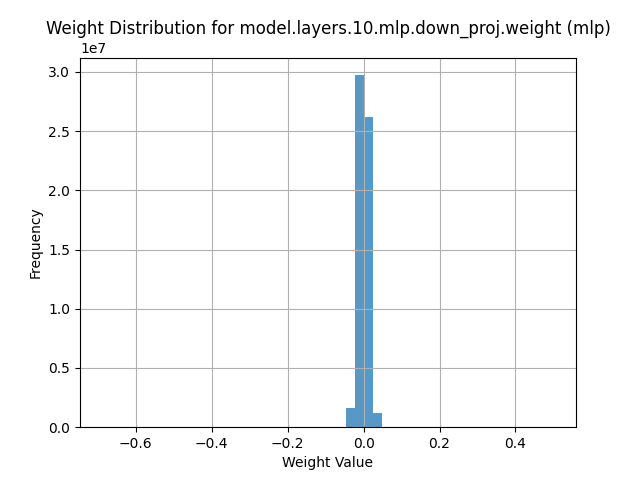 Weight Distribution for model.layers.10.mlp.down_proj.weight (mlp)
1e7
3.0
2.5
2.0
1.5
1.0
0.5
0.0
Frequency
−0.6 −0.4 −0.2 0.0 0.2 0.4
Weight Value